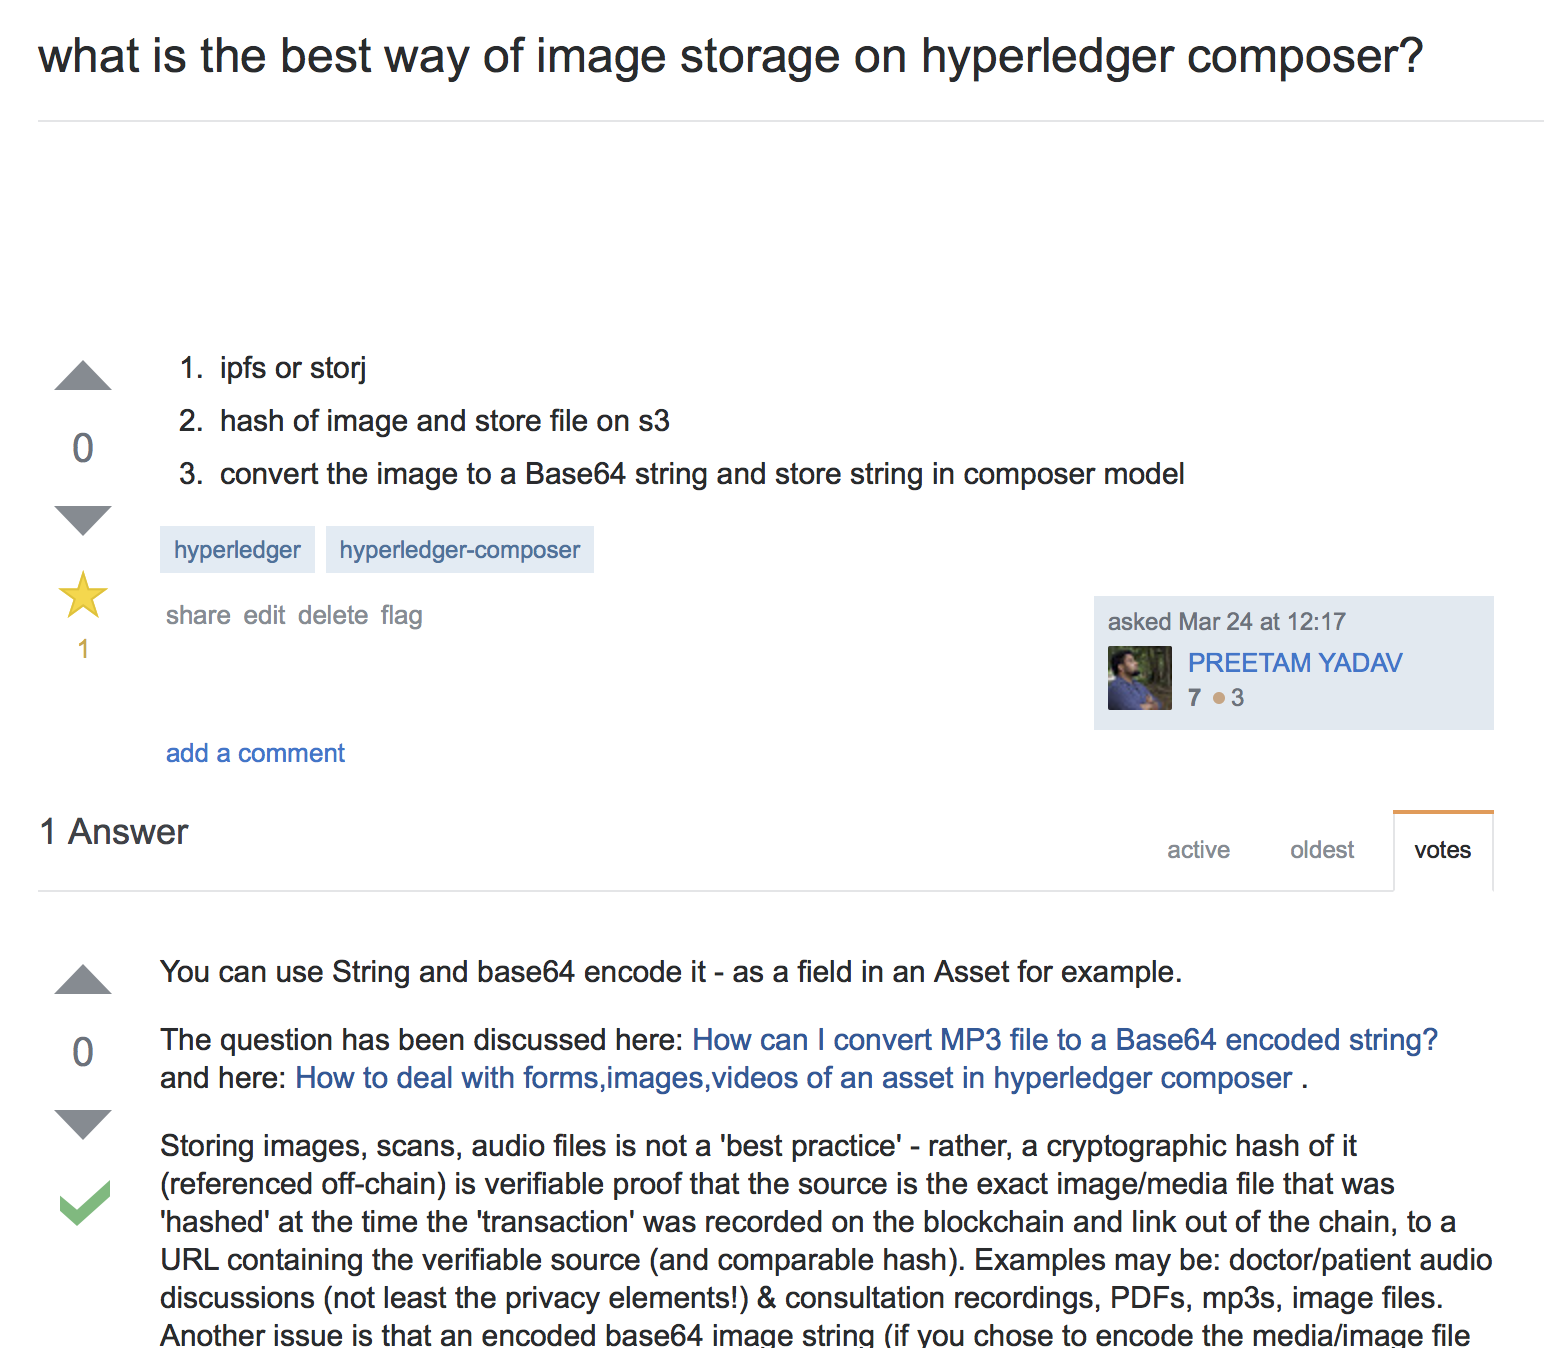 what is the best way of image storage on hyperledger composer?
1. ipfs or storj
2. hash of image and store file on s3
3. convert the image to a Base64 string and store string in composer model
0
1
hyperledger hyperledger-composer
share edit delete flag
asked Mar 24 at 12:17
PREETAM YADAV
7 ● 3
add a comment
1 Answer
active oldest votes
0
You can use String and base64 encode it - as a field in an Asset for example.
The question has been discussed here: How can I convert MP3 file to a Base64 encoded string?
and here: How to deal with forms,images,videos of an asset in hyperledger composer .
Storing images, scans, audio files is not a 'best practice' - rather, a cryptographic hash of it
(referenced off-chain) is verifiable proof that the source is the exact image/media file that was
'hashed' at the time the 'transaction' was recorded on the blockchain and link out of the chain, to a
URL containing the verifiable source (and comparable hash). Examples may be: doctor/patient audio
discussions (not least the privacy elements!) & consultation recordings, PDFs, mp3s, image files.
Another issue is that an encoded base64 image string (if you chose to encode the media/image file